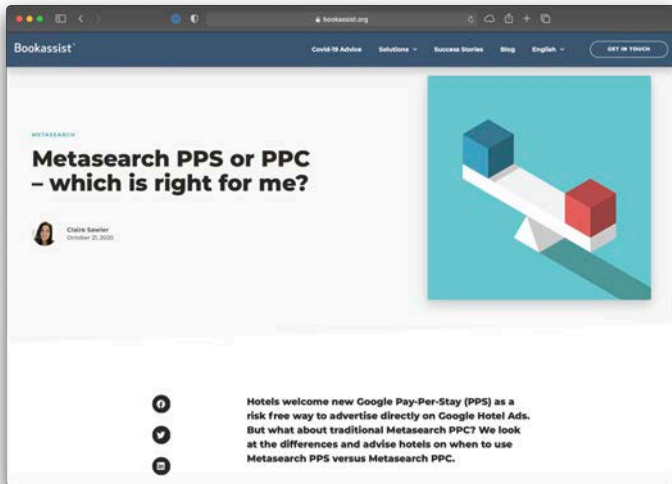 bookassist.org
Bookassist
Covid-19 Advice Solutions Success Stories Blog English GET IN TOUCH
METASEARCH
Metasearch PPS or PPC
– which is right for me?
Claire Sawler
October 21, 2020
Hotels welcome new Google Pay-Per-Stay (PPS) as a
risk free way to advertise directly on Google Hotel Ads.
But what about traditional Metasearch PPC? We look
at the differences and advise hotels on when to use
Metasearch PPS versus Metasearch PPC.